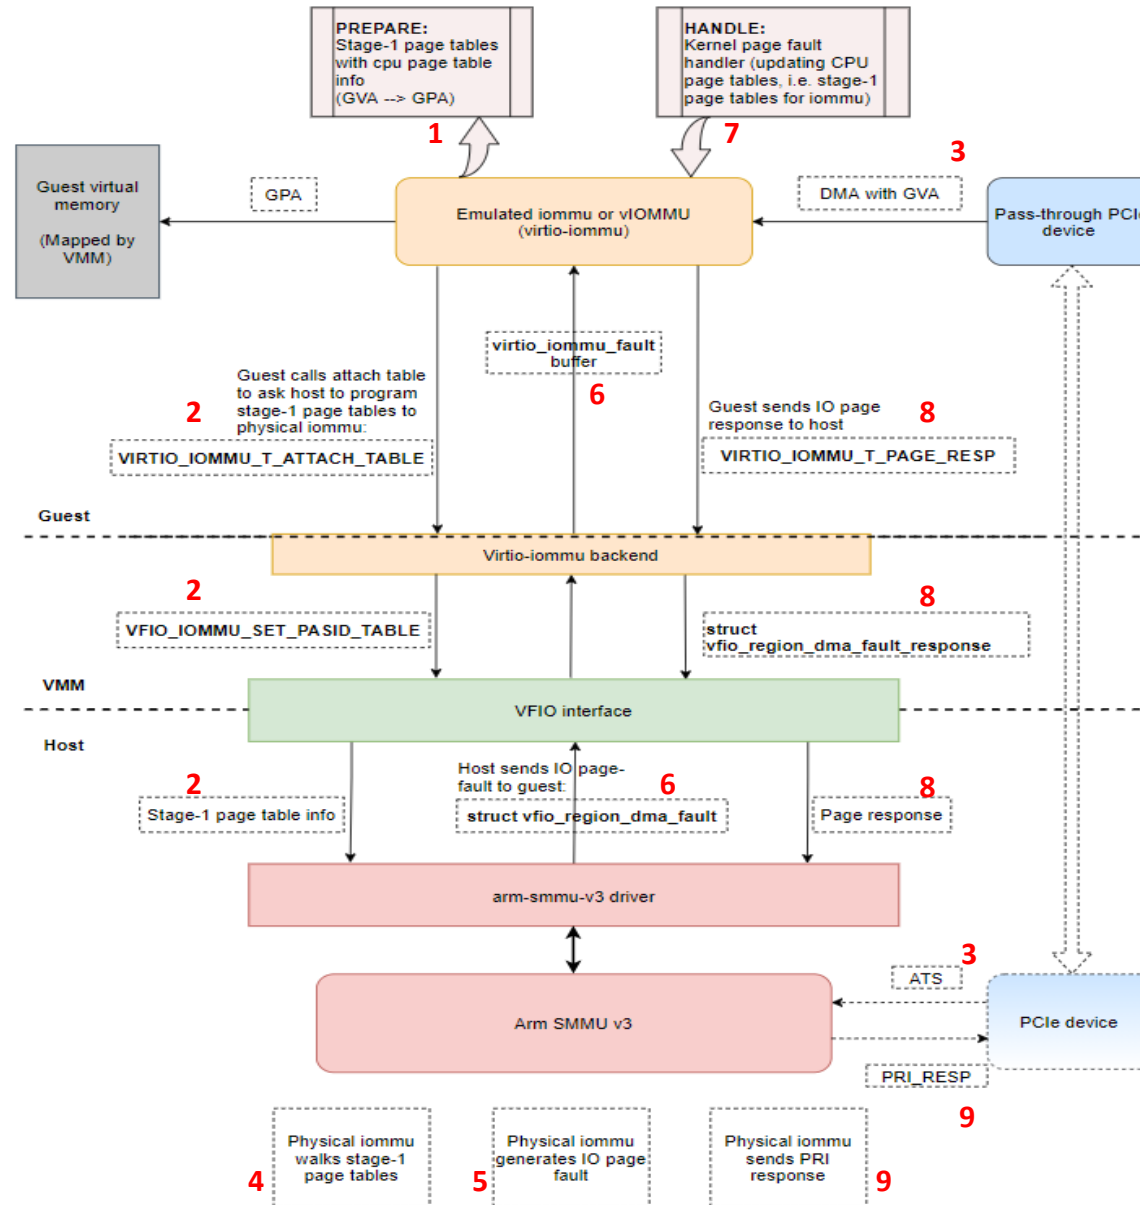 PREPARE:
Stage-1 page tables
with cpu page table
info
(GVA --> GPA)
HANDLE:
Kernel page fault
handler (updating CPU
page tables, i.e. stage-1
page tables for iommu)
1
7
3
Guest virtual
memory
(Mapped by
VMM)
GPA
Emulated iommu or vIOMMU
(virtio-iommu)
DMA with GVA
Pass-through PCIe
device
virtio_iommu_fault
buffer
6
Guest calls attach table
to ask host to program
stage-1 page tables to
physical iommu:
2
VIRTIO_IOMMU_T_ATTACH_TABLE
Guest sends IO page
response to host
8
VIRTIO_IOMMU_T_PAGE_RESP
Guest
Virtio-iommu backend
2
VFIO_IOMMU_SET_PASID_TABLE
8
struct
vfio_region_dma_fault_response
VMM
VFIO interface
Host
2
Stage-1 page table info
Host sends IO page-
fault to guest:
6
struct vfio_region_dma_fault
8
Page response
arm-smmu-v3 driver
3
ATS
Arm SMMU v3
PCIe device
PRI_RESP
9
Physical iommu
walks stage-1
page tables
4
Physical iommu
generates IO page
fault
5
Physical iommu
sends PRI
response
9